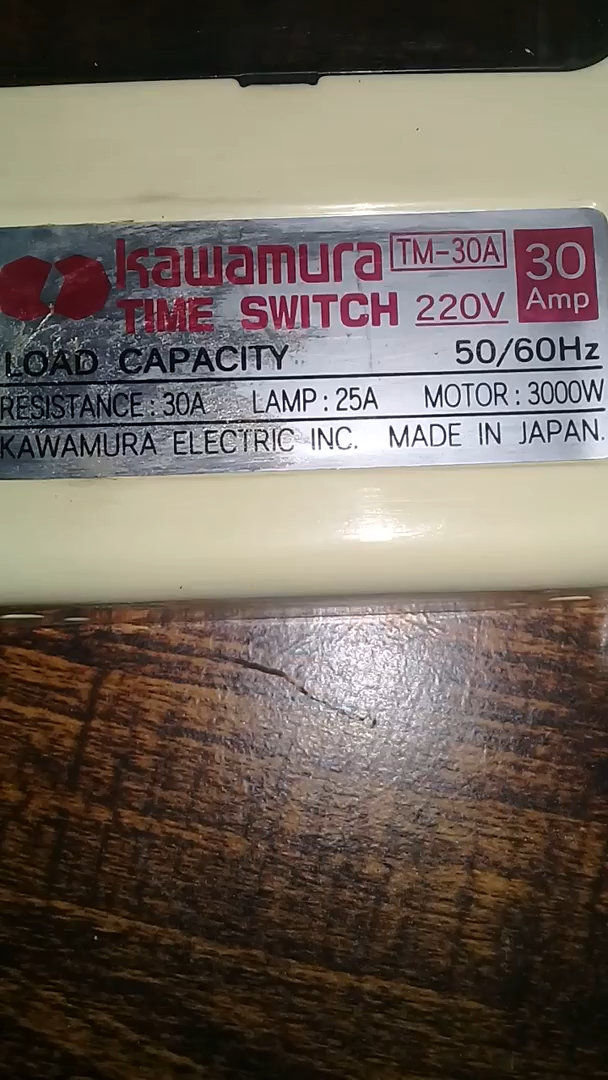 kawamura TM-30A 30
TIME SWITCH 220V Amp
LOAD CAPACITY 50/60Hz
RESISTANCE : 30A LAMP : 25A MOTOR : 3000W
KAWAMURA ELECTRIC INC. MADE IN JAPAN.